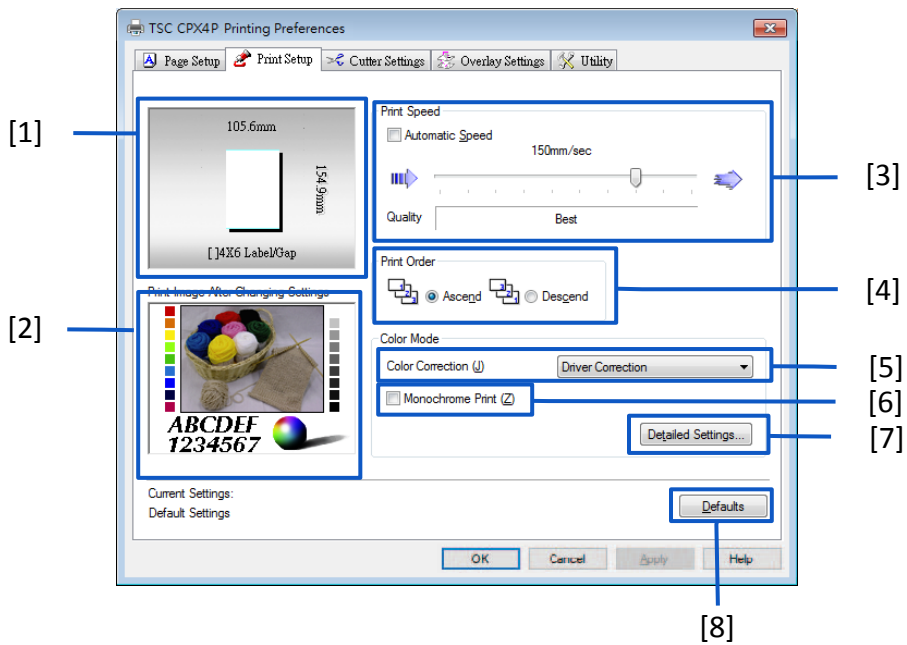 TSC CPX4P Printing Preferences
Page Setup
Print Setup
Cutter Settings
Overlay Settings
Utility
[1]
105.6mm
154.9mm
[ ]4X6 Label/Gap
Print Speed
Automatic Speed
150mm/sec
Quality
Best
[3]
Print Order
Ascend
Descend
[4]
Print Image After Changing Settings
[2]
ABCDEF
1234567
Color Mode
Color Correction (J)
Driver Correction
[5]
Monochrome Print (Z)
[6]
Detailed Settings...
[7]
Current Settings:
Default Settings
Defaults
OK
Cancel
Apply
Help
[8]